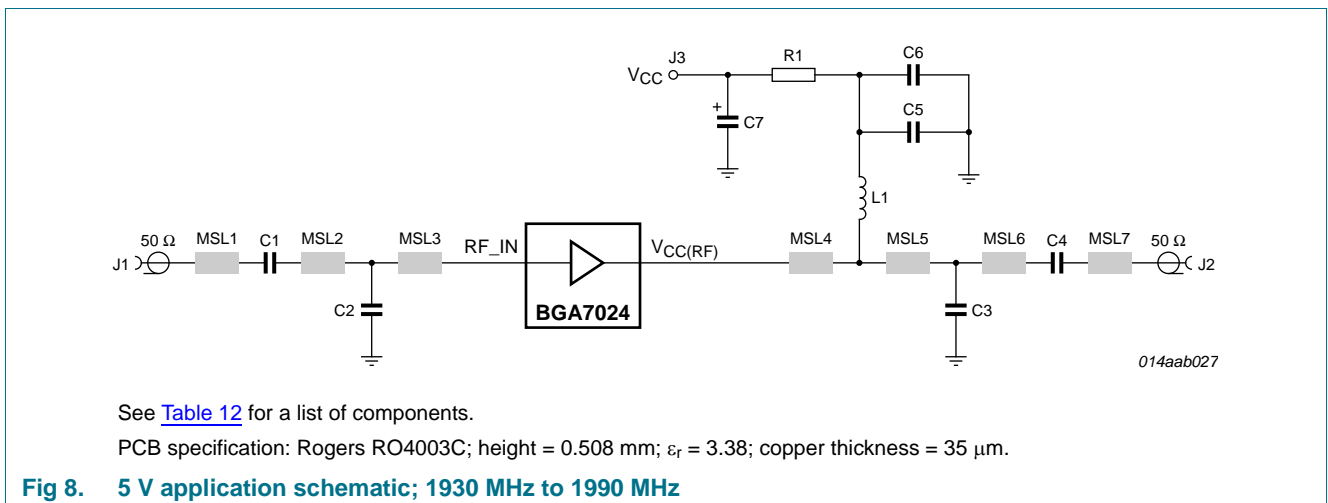 J3
VCC
R1
C6
+
C7
C5
L1
50 Ω
MSL1
C1
MSL2
MSL3
RF_IN
VCC(RF)
MSL4
MSL5
MSL6
C4
MSL7
50 Ω
J1
J2
C2
BGA7024
C3
014aab027
See Table 12 for a list of components.
PCB specification: Rogers RO4003C; height = 0.508 mm; εr = 3.38; copper thickness = 35 μm.
Fig 8. 5 V application schematic; 1930 MHz to 1990 MHz